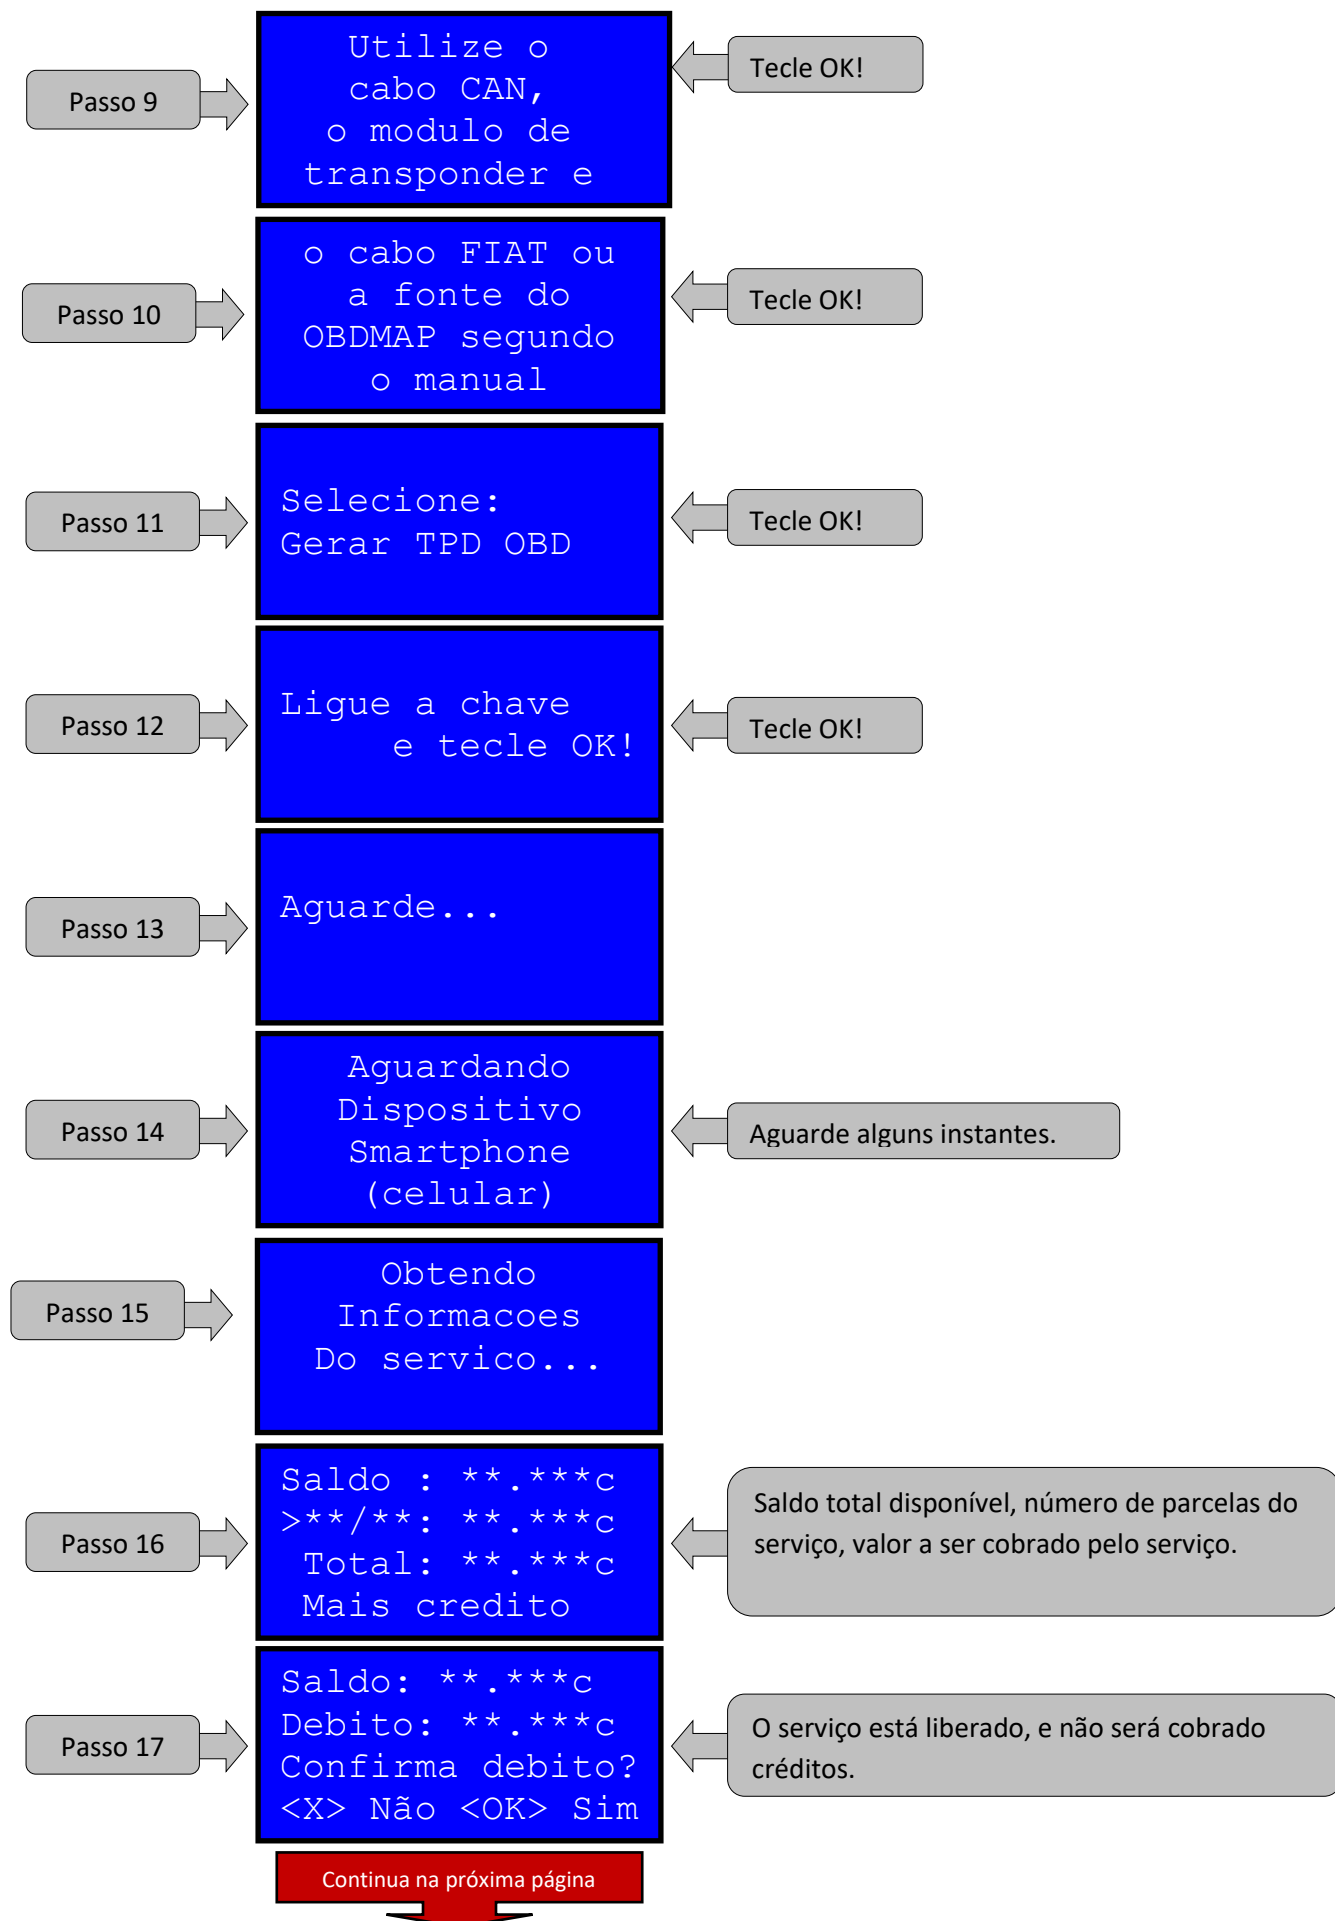 Passo 9
Utilize o
cabo CAN,
o modulo de
transponder e
Tecle OK!
Passo 10
o cabo FIAT ou
a fonte do
OBDMAP segundo
o manual
Tecle OK!
Passo 11
Selecione:
Gerar TPD OBD
Tecle OK!
Passo 12
Ligue a chave
e tecle OK!
Tecle OK!
Passo 13
Aguarde...
Passo 14
Aguardando
Dispositivo
Smartphone
(celular)
Aguarde alguns instantes.
Passo 15
Obtendo
Informacoes
Do servico...
Passo 16
Saldo : **.***c
>**/**: **.***c
Total: **.***c
Mais credito
Saldo total disponível, número de parcelas do
serviço, valor a ser cobrado pelo serviço.
Passo 17
Saldo: **.***c
Debito: **.***c
Confirma debito?
<X> Não <OK> Sim
O serviço está liberado, e não será cobrado
créditos.
Continua na próxima página